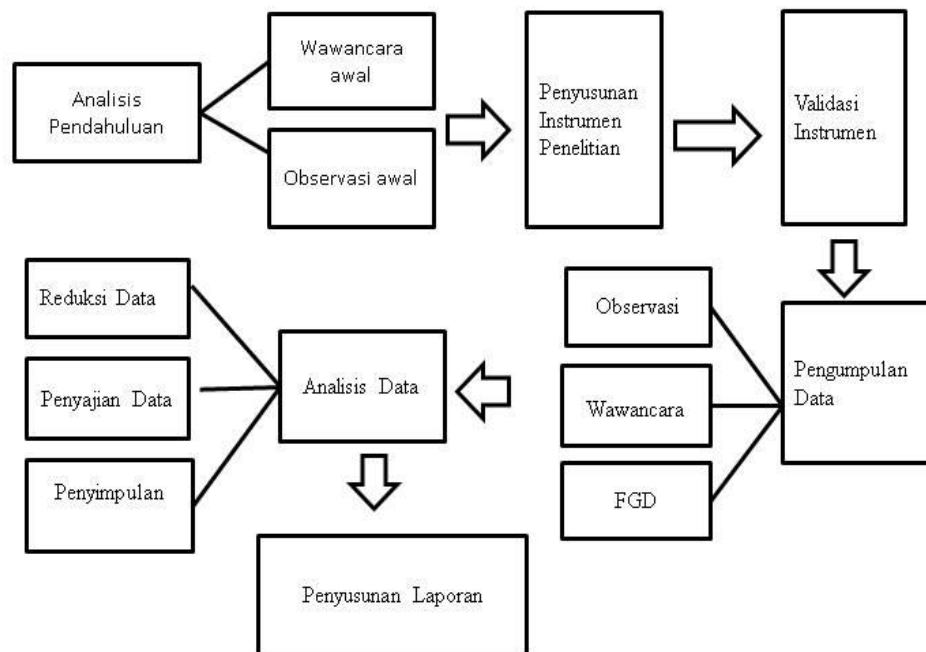 Analisis
Pendahuluan
Wawancara
awal
Observasi awal
Penyusunan
Instrumen
Penelitian
Validasi
Instrumen
Pengumpulan
Data
Observasi
Wawancara
FGD
Analisis Data
Reduksi Data
Penyajian Data
Penyimpulan
Penyusunan Laporan